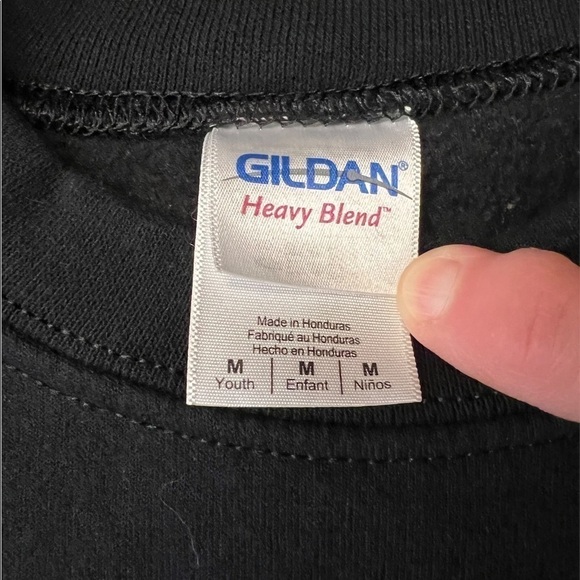 GILDAN®
Heavy Blend™
Made in Honduras
Fabriqué au Honduras
Hecho en Honduras
M | M | M
Youth | Enfant | Niños